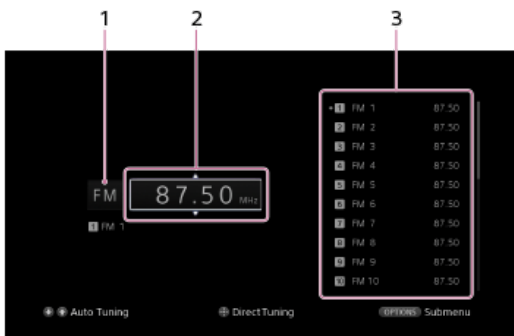 1 2 3
1 FM 1 87.50
2 FM 2 87.50
3 FM 3 87.50
4 FM 4 87.50
5 FM 5 87.50
6 FM 6 87.50
7 FM 7 87.50
8 FM 8 87.50
9 FM 9 87.50
10 FM 10 87.50
FM 87.50 MHz
1 FM 1
Auto Tuning Direct Tuning OPTIONS Submenu